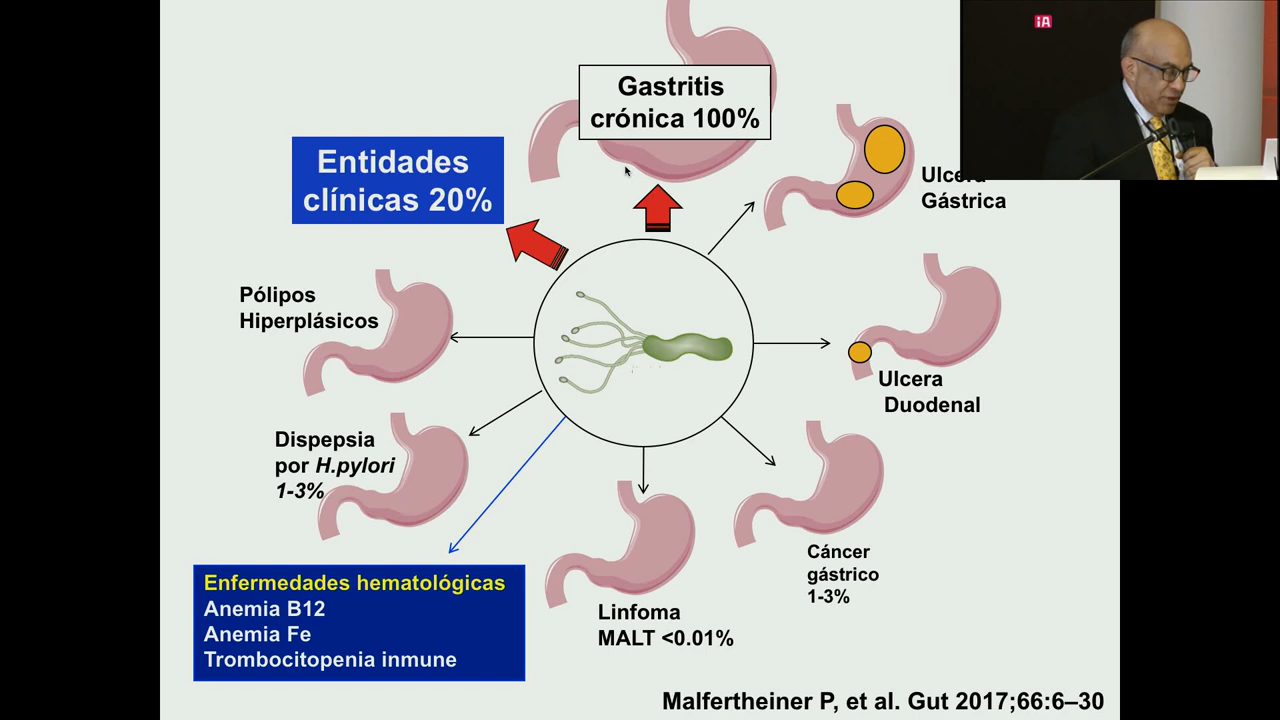 iA
Gastritis
crónica 100%
Entidades
clínicas 20%
Ulcera
Gástrica
Pólipos
Hiperplásicos
Ulcera
Duodenal
Dispepsia
por H.pylori
1-3%
Cáncer
gástrico
1-3%
Enfermedades hematológicas
Anemia B12
Anemia Fe
Trombocitopenia inmune
Linfoma
MALT <0.01%
Malfertheiner P, et al. Gut 2017;66:6–30